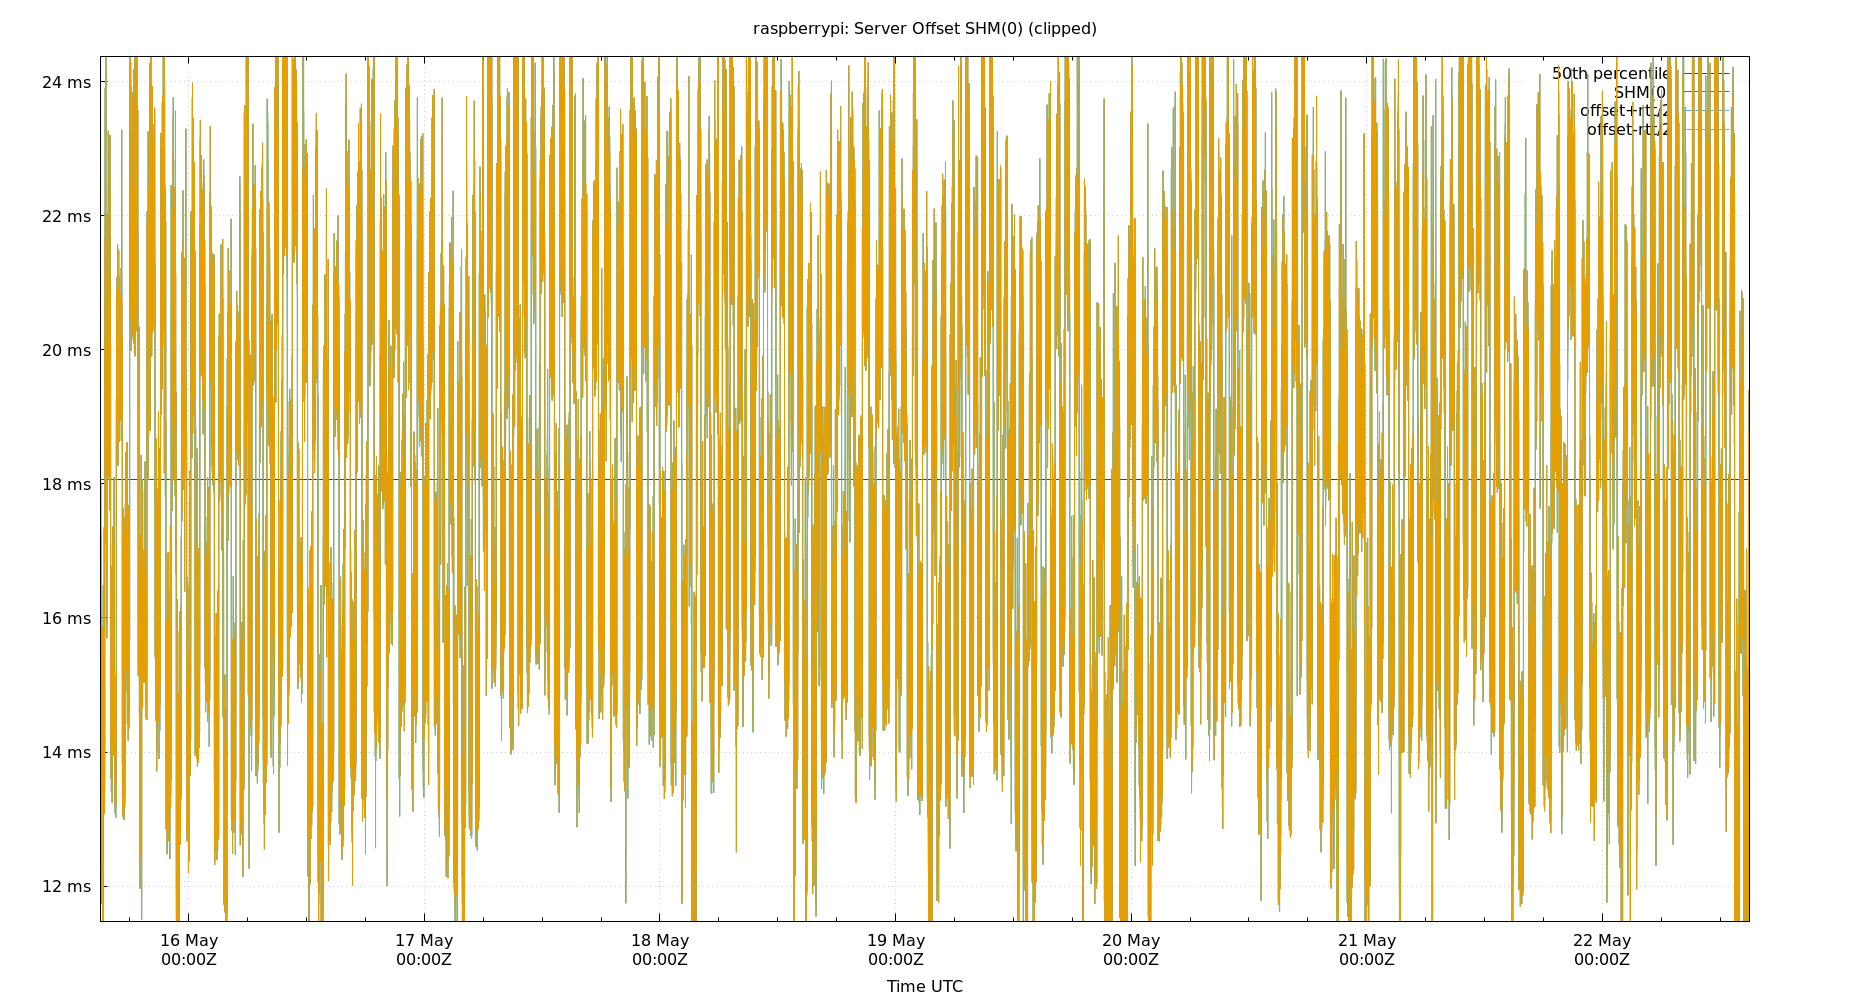 raspberrypi: Server Offset SHM(0) (clipped)
24 ms
22 ms
20 ms
18 ms
16 ms
14 ms
12 ms
50th percentile
SHM(0)
offset+rtt/2
offset-rtt/2
16 May
00:00Z
17 May
00:00Z
18 May
00:00Z
19 May
00:00Z
20 May
00:00Z
21 May
00:00Z
22 May
00:00Z
Time UTC